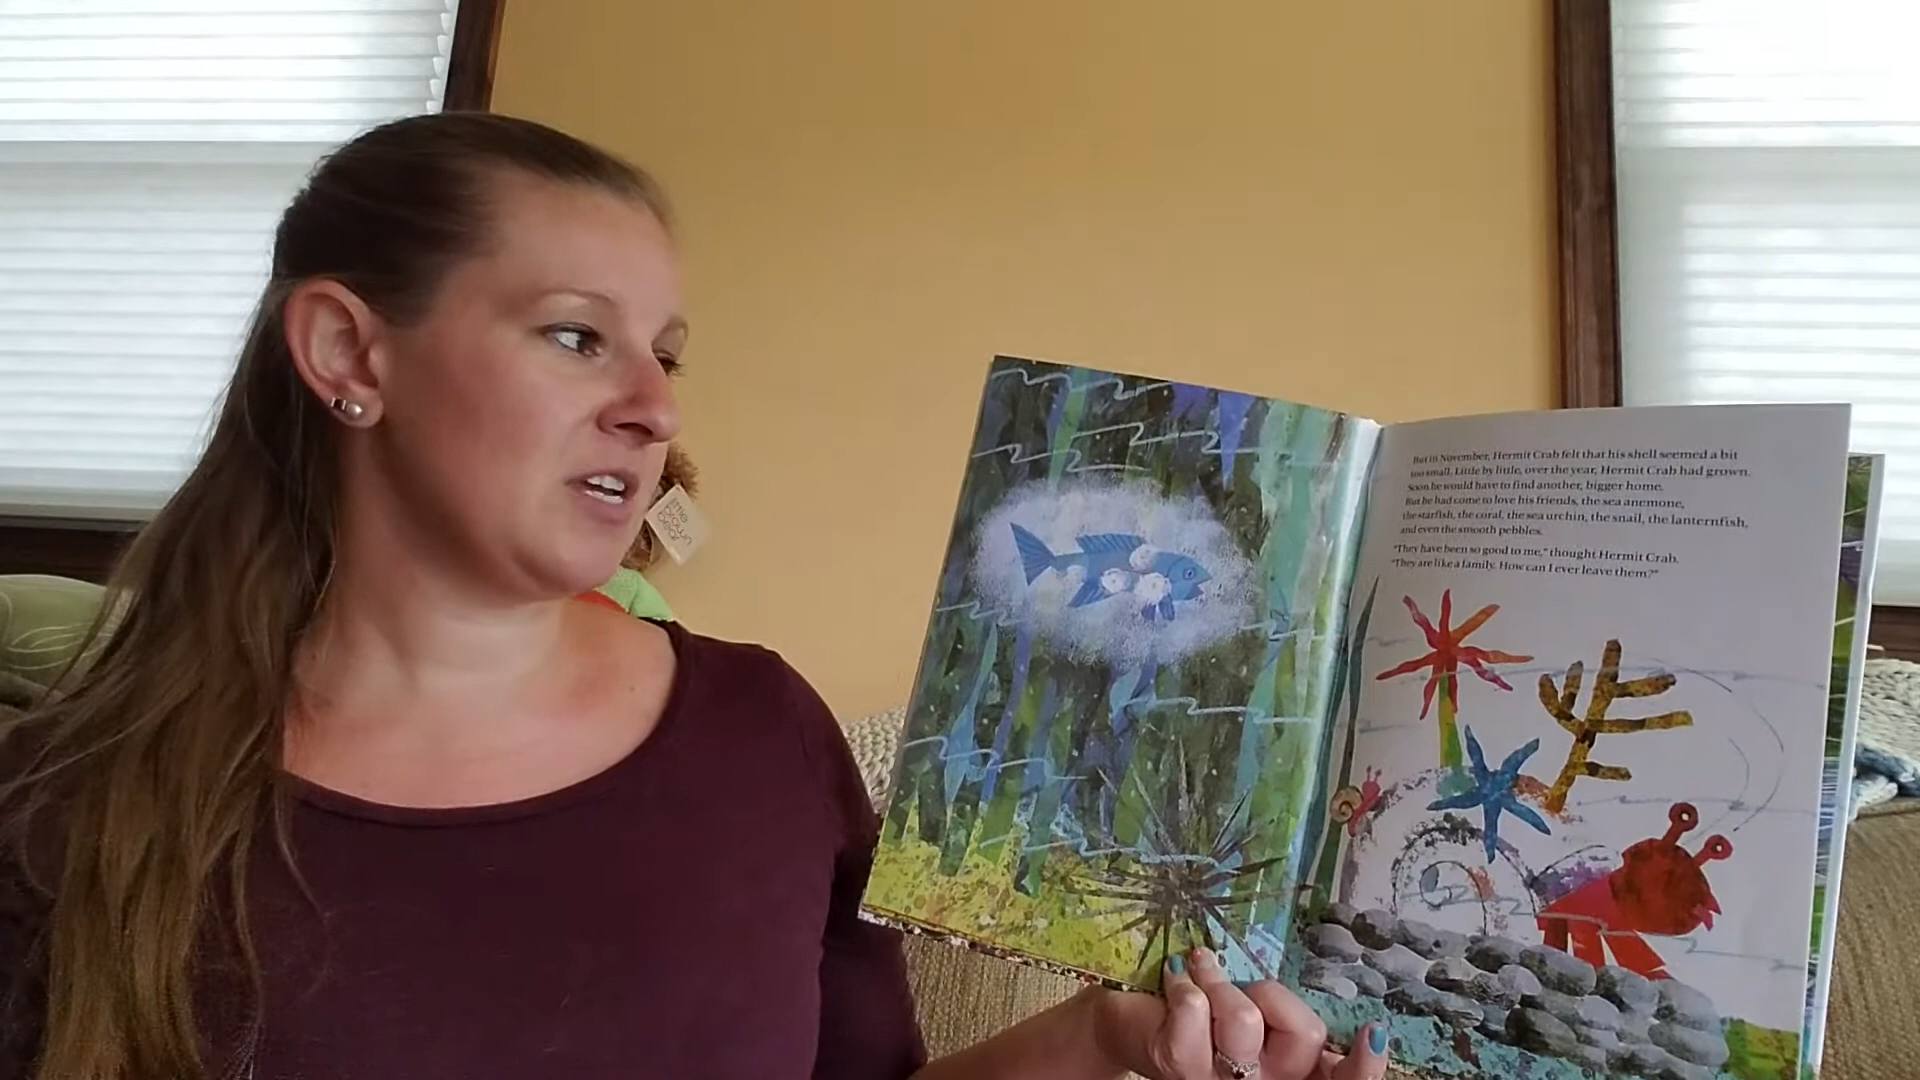 little
brown
bear
But in November, Hermit Crab felt that his shell seemed a bit
too small. Little by little, over the year, Hermit Crab had grown.
Soon he would have to find another, bigger home.
But he had come to love his friends, the sea anemone,
the starfish, the coral, the sea urchin, the snail, the lanternfish,
and even the smooth pebbles.
"They have been so good to me," thought Hermit Crab.
"They are like a family. How can I ever leave them?"